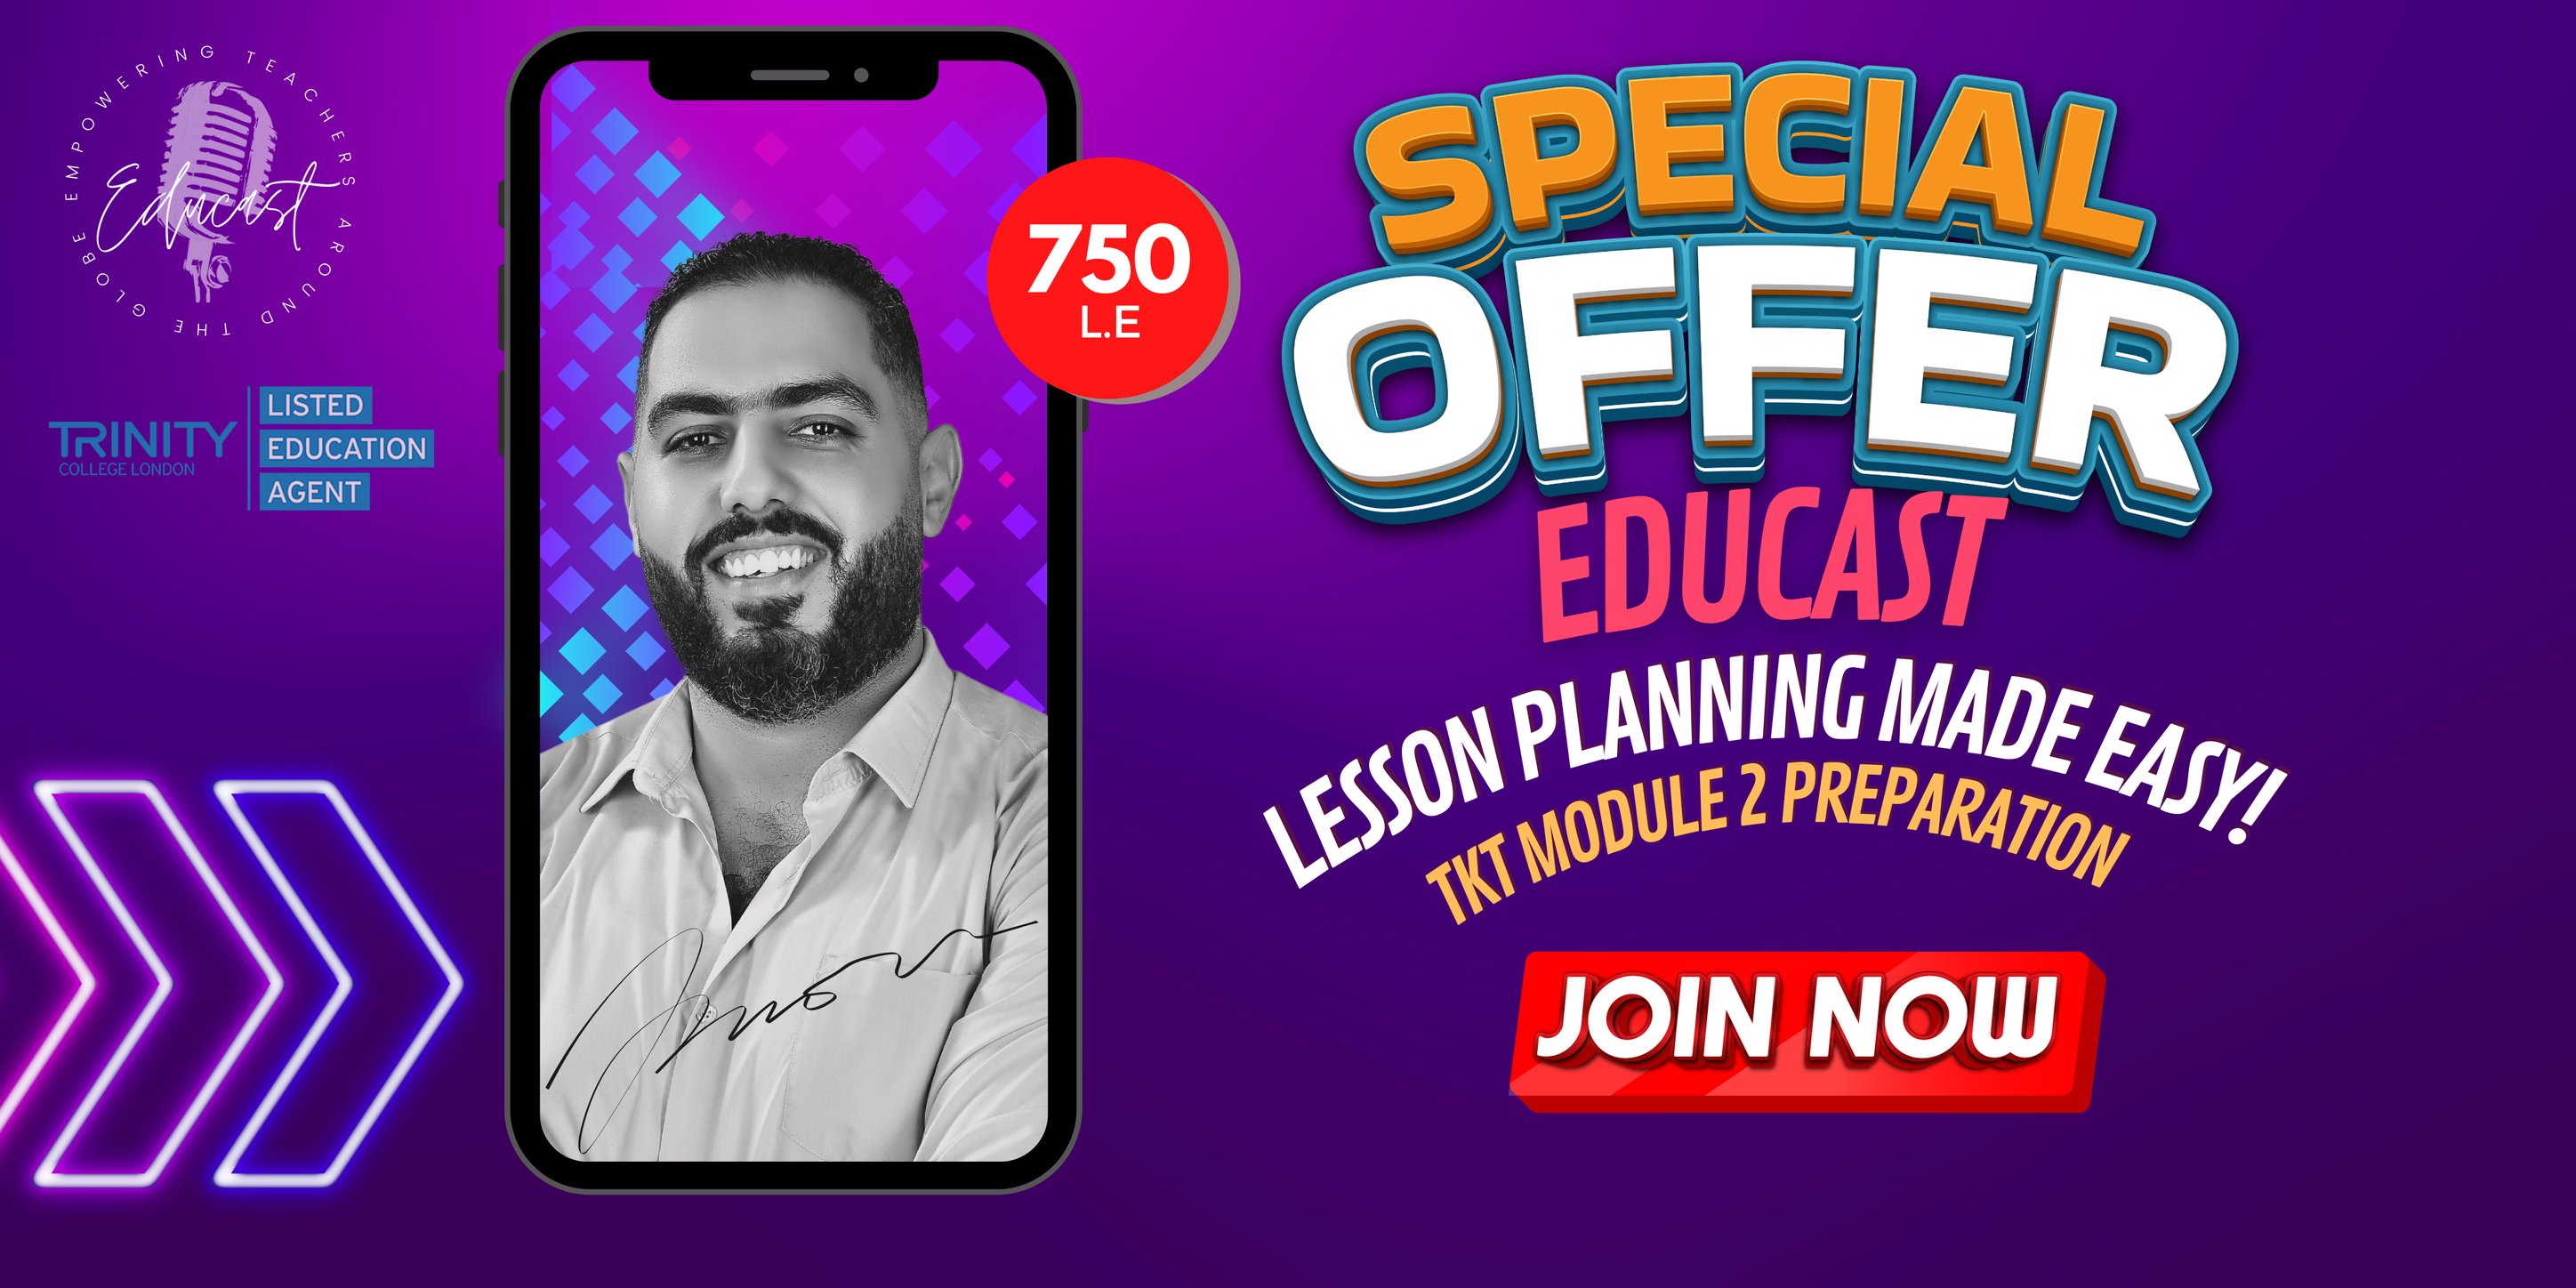 EMPOWERING TEACHERS AROUND THE GLOBE
Educast
TRINITY
COLLEGE LONDON
LISTED
EDUCATION
AGENT
750
L.E
SPECIAL
OFFER
EDUCAST
LESSON PLANNING MADE EASY!
TKT MODULE 2 PREPARATION
JOIN NOW